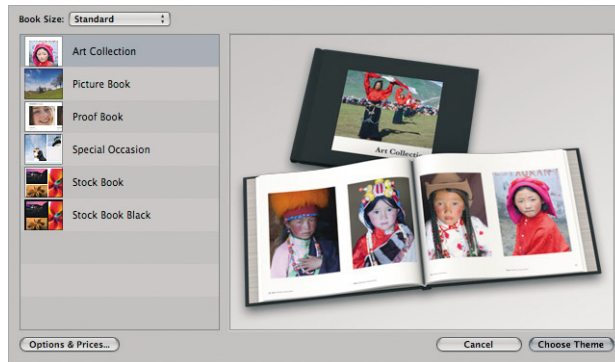 Book Size: Standard
Art Collection
Picture Book
Proof Book
Special Occasion
Stock Book
Stock Book Black
Art Collection
Options & Prices...
Cancel
Choose Theme